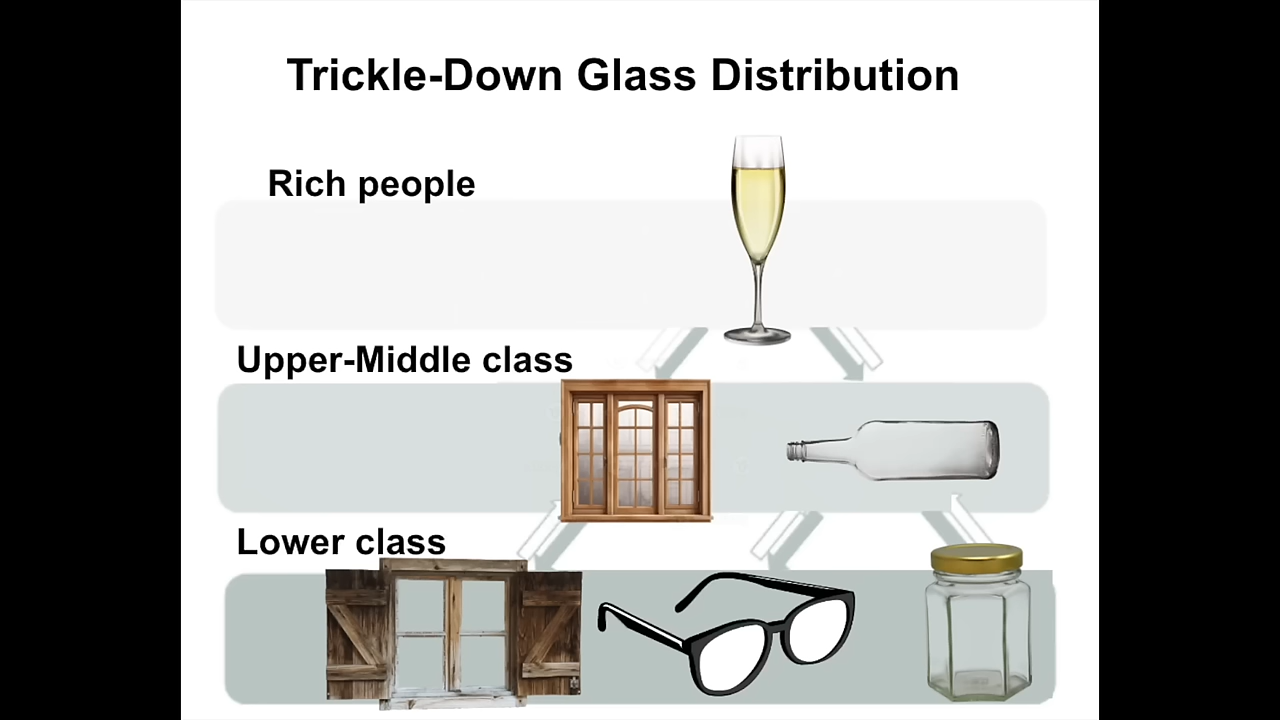 Trickle-Down Glass Distribution
Rich people
Upper-Middle class
Lower class